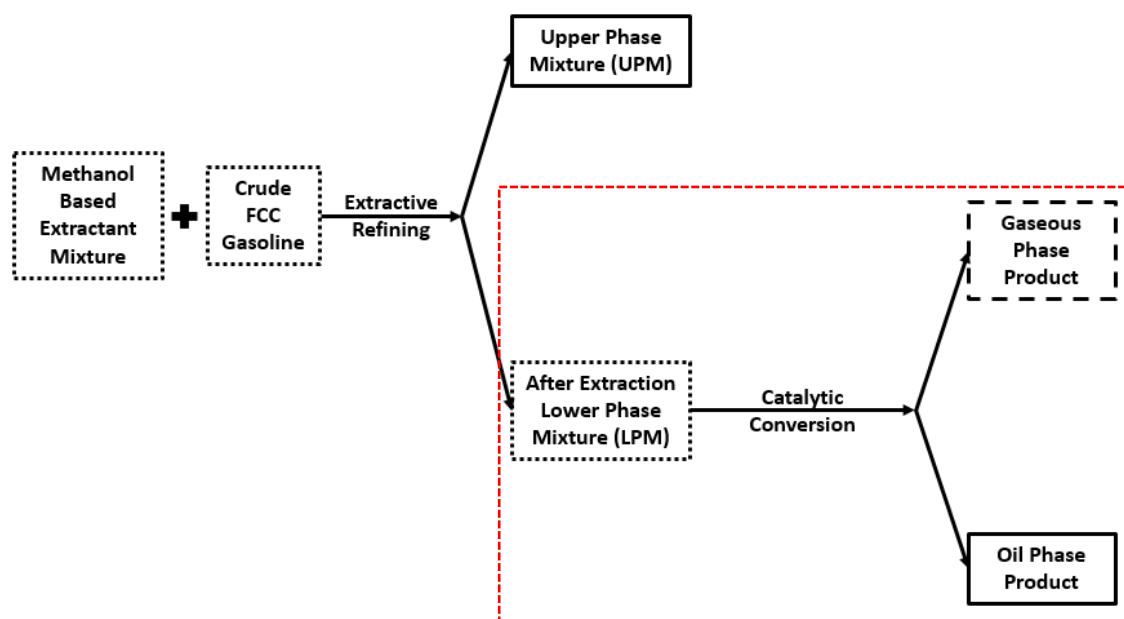 Upper Phase
Mixture (UPM)
Methanol
Based
Extractant
Mixture
Crude
FCC
Gasoline
Extractive
Refining
Gaseous
Phase
Product
After Extraction
Lower Phase
Mixture (LPM)
Catalytic
Conversion
Oil Phase
Product